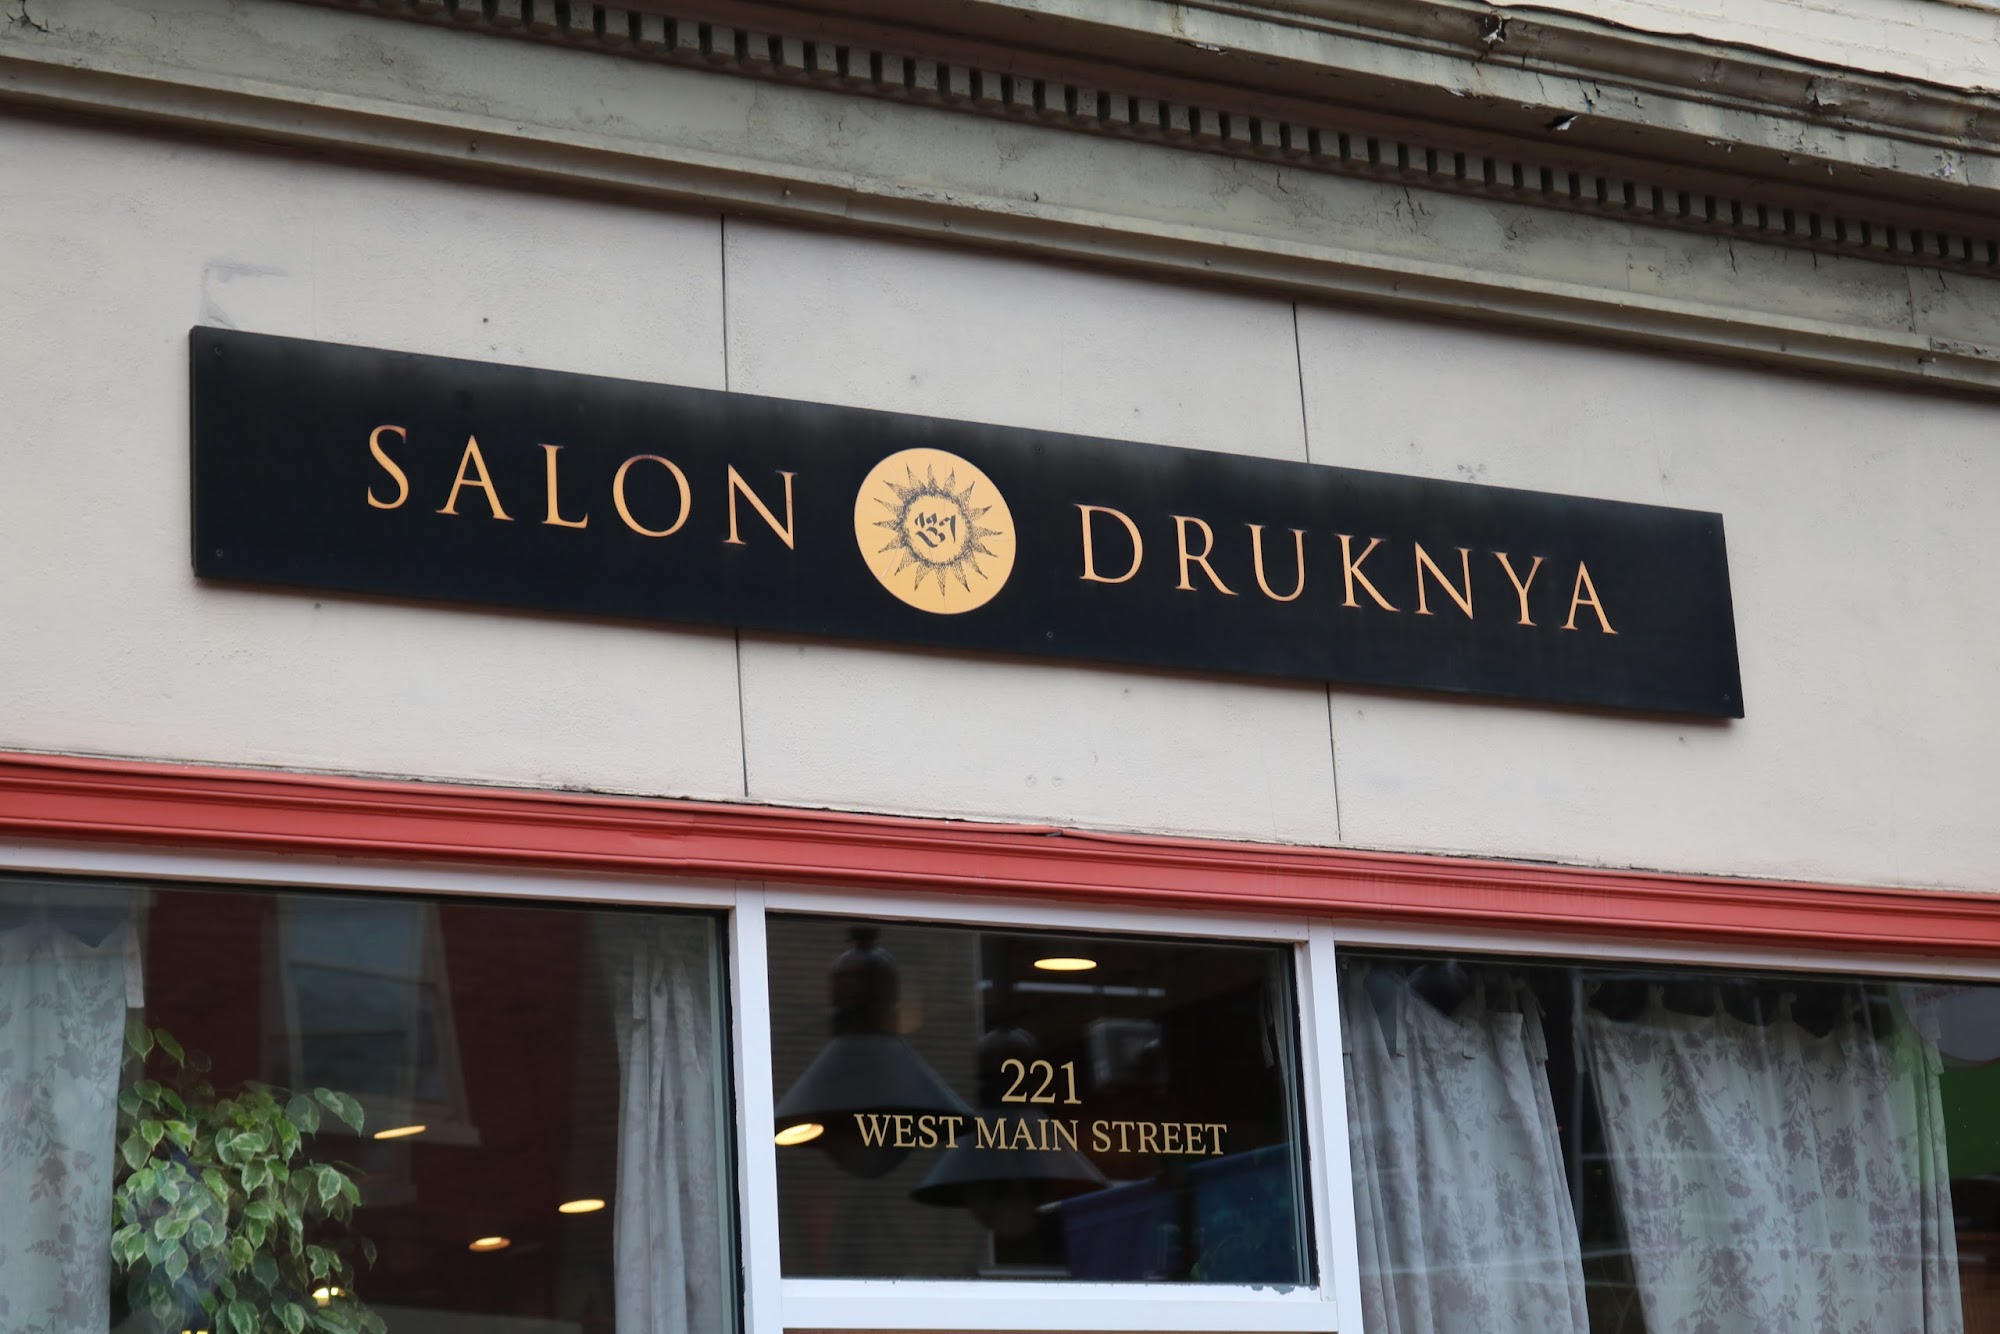 SALON DRUKNYA
221
WEST MAIN STREET